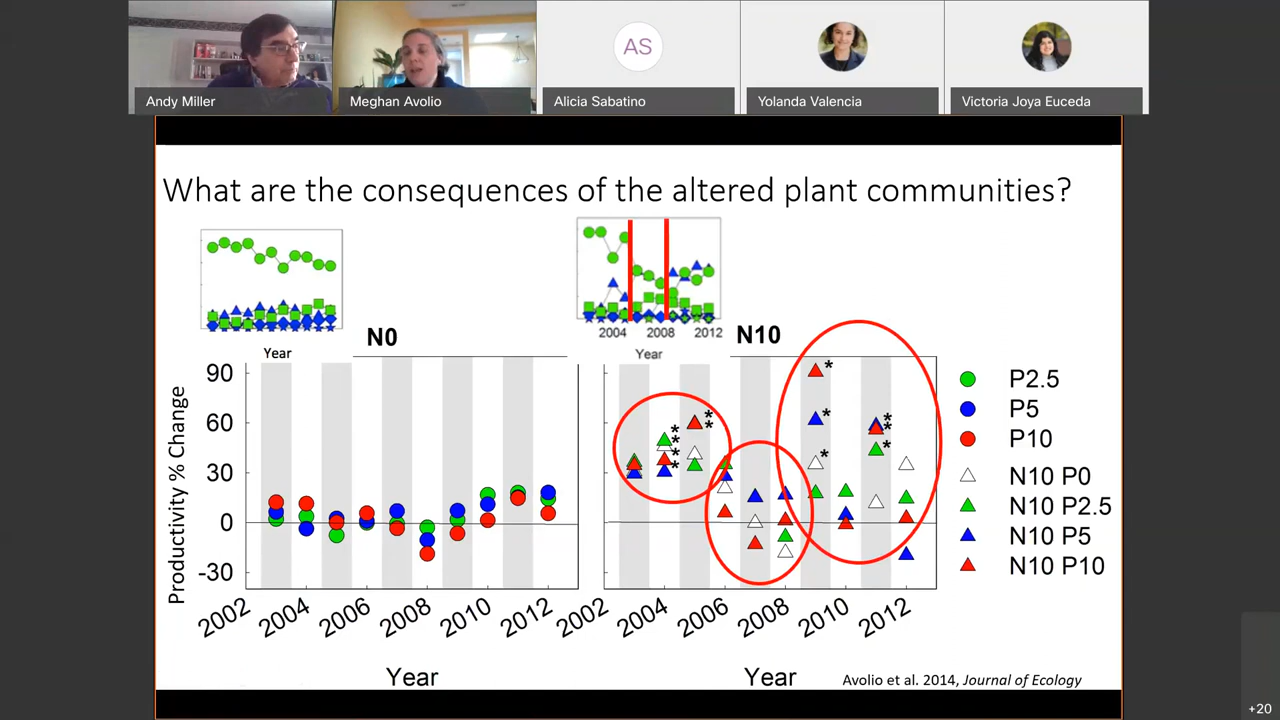 AS
Andy Miller
Meghan Avolio
Alicia Sabatino
Yolanda Valencia
Victoria Joya Euceda
What are the consequences of the altered plant communities?
2004 2008 2012
Year
Year
N0
N10
Productivity % Change
90
60
30
0
-30
2002 2004 2006 2008 2010 2012
2002 2004 2006 2008 2010 2012
Year
Year
* * * * * * * * * * * *
P2.5
P5
P10
N10 P0
N10 P2.5
N10 P5
N10 P10
Avolio et al. 2014, Journal of Ecology
+20